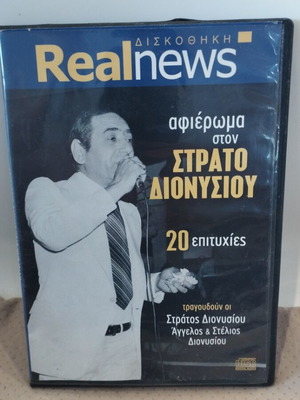 ΔΙΣΚΟΘΗΚΗ
Realnews
αφιέρωμα
στον
ΣΤΡΑΤΟ
ΔΙΟΝΥΣΙΟΥ
20 επιτυχίες
τραγουδούν οι
Στράτος Διονυσίου
Άγγελος & Στέλιος
Διονυσίου